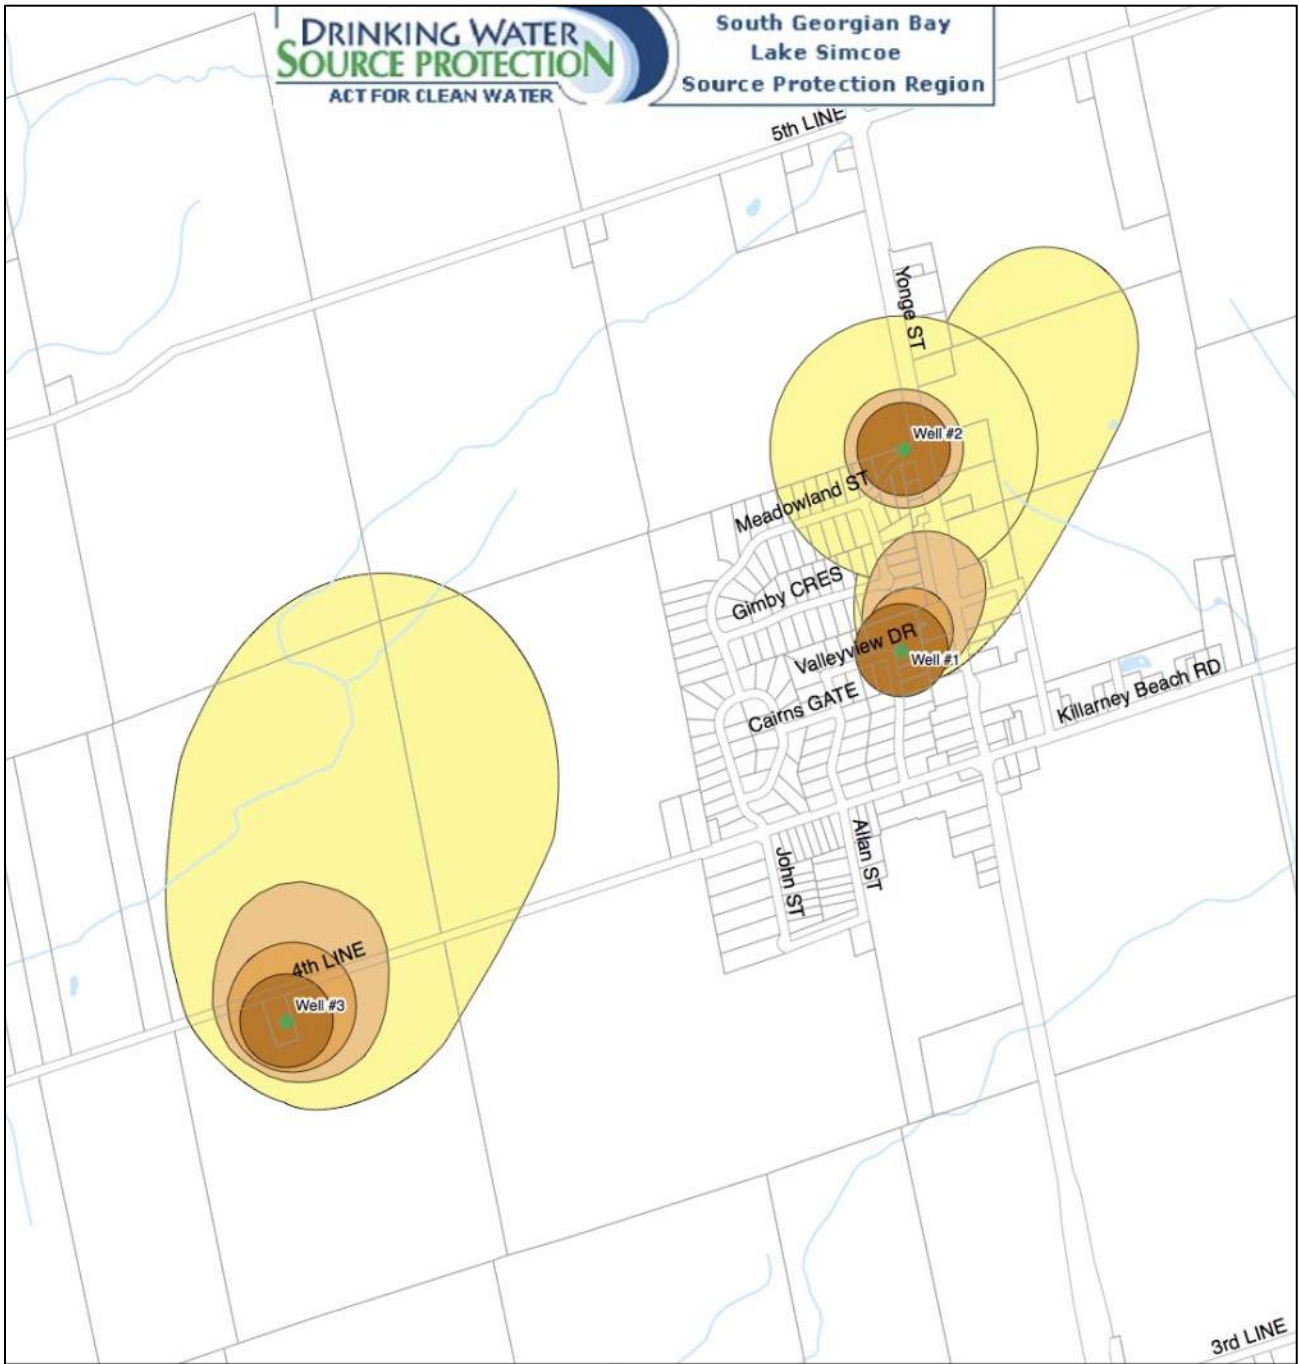 DRINKING WATER
SOURCE PROTECTION
ACT FOR CLEAN WATER
South Georgian Bay
Lake Simcoe
Source Protection Region
5th LINE
Yonge ST
Well #2
Meadowland ST
Gimby CRES
Valleyview DR
Well #1
Cairns GATE
Killarney Beach RD
John ST
Allan ST
4th LINE
Well #3
3rd LINE